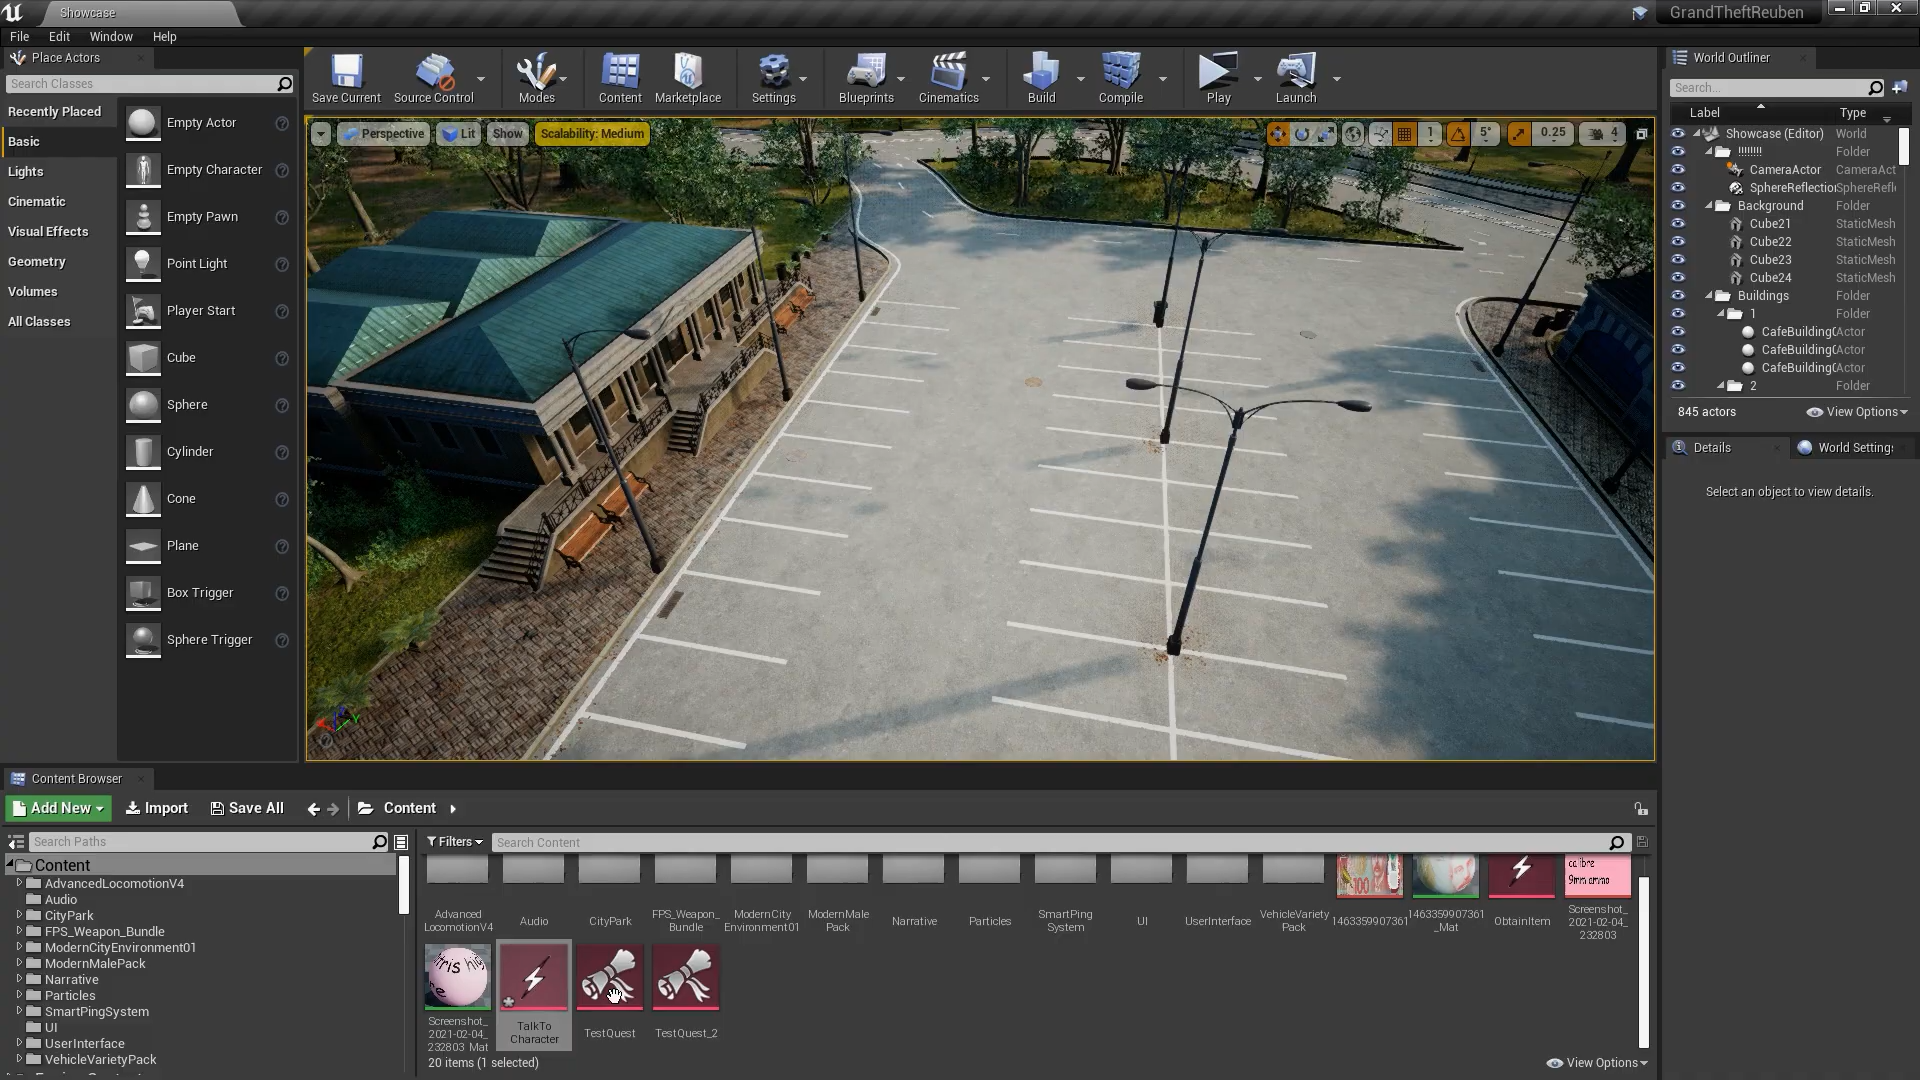 Showcase
GrandTheftReuben
File Edit Window Help
Place Actors
Search Classes
Recently Placed
Basic
Lights
Cinematic
Visual Effects
Geometry
Volumes
All Classes
Empty Actor
Empty Character
Empty Pawn
Point Light
Player Start
Cube
Sphere
Cylinder
Cone
Plane
Box Trigger
Sphere Trigger
Save Current Source Control Modes Content Marketplace Settings Blueprints Cinematics Build Compile Play Launch
Perspective Lit Show Scalability: Medium 1 5° 0.25 4
World Outliner
Search...
Label Type
Showcase (Editor) World
!!!!!!!! Folder
CameraActor CameraAct
SphereReflection SphereRefl
Background Folder
Cube21 StaticMesh
Cube22 StaticMesh
Cube23 StaticMesh
Cube24 StaticMesh
Buildings Folder
1 Folder
CafeBuilding Actor
CafeBuilding Actor
CafeBuilding Actor
2 Folder
845 actors View Options
Details World Settings
Select an object to view details.
Content Browser
Add New Import Save All Content
Search Paths
Content
AdvancedLocomotionV4
Audio
CityPark
FPS_Weapon_Bundle
ModernCityEnvironment01
ModernMalePack
Narrative
Particles
SmartPingSystem
UI
UserInterface
VehicleVarietyPack
Filters Search Content
Advanced
LocomotionV4
Audio
CityPark
FPS_Weapon_
Bundle
ModernCity
Environment01
ModernMale
Pack
Narrative
Particles
SmartPing
System
UI
UserInterface
VehicleVariety
Pack
1463359907361
1463359907361
_Mat
ObtainItem
calibre
9mm ammo
Screenshot_
2021-02-04_
232803
Screenshot_
2021-02-04_
232803_Mat
TalkTo
Character
TestQuest
TestQuest_2
20 items (1 selected)
View Options